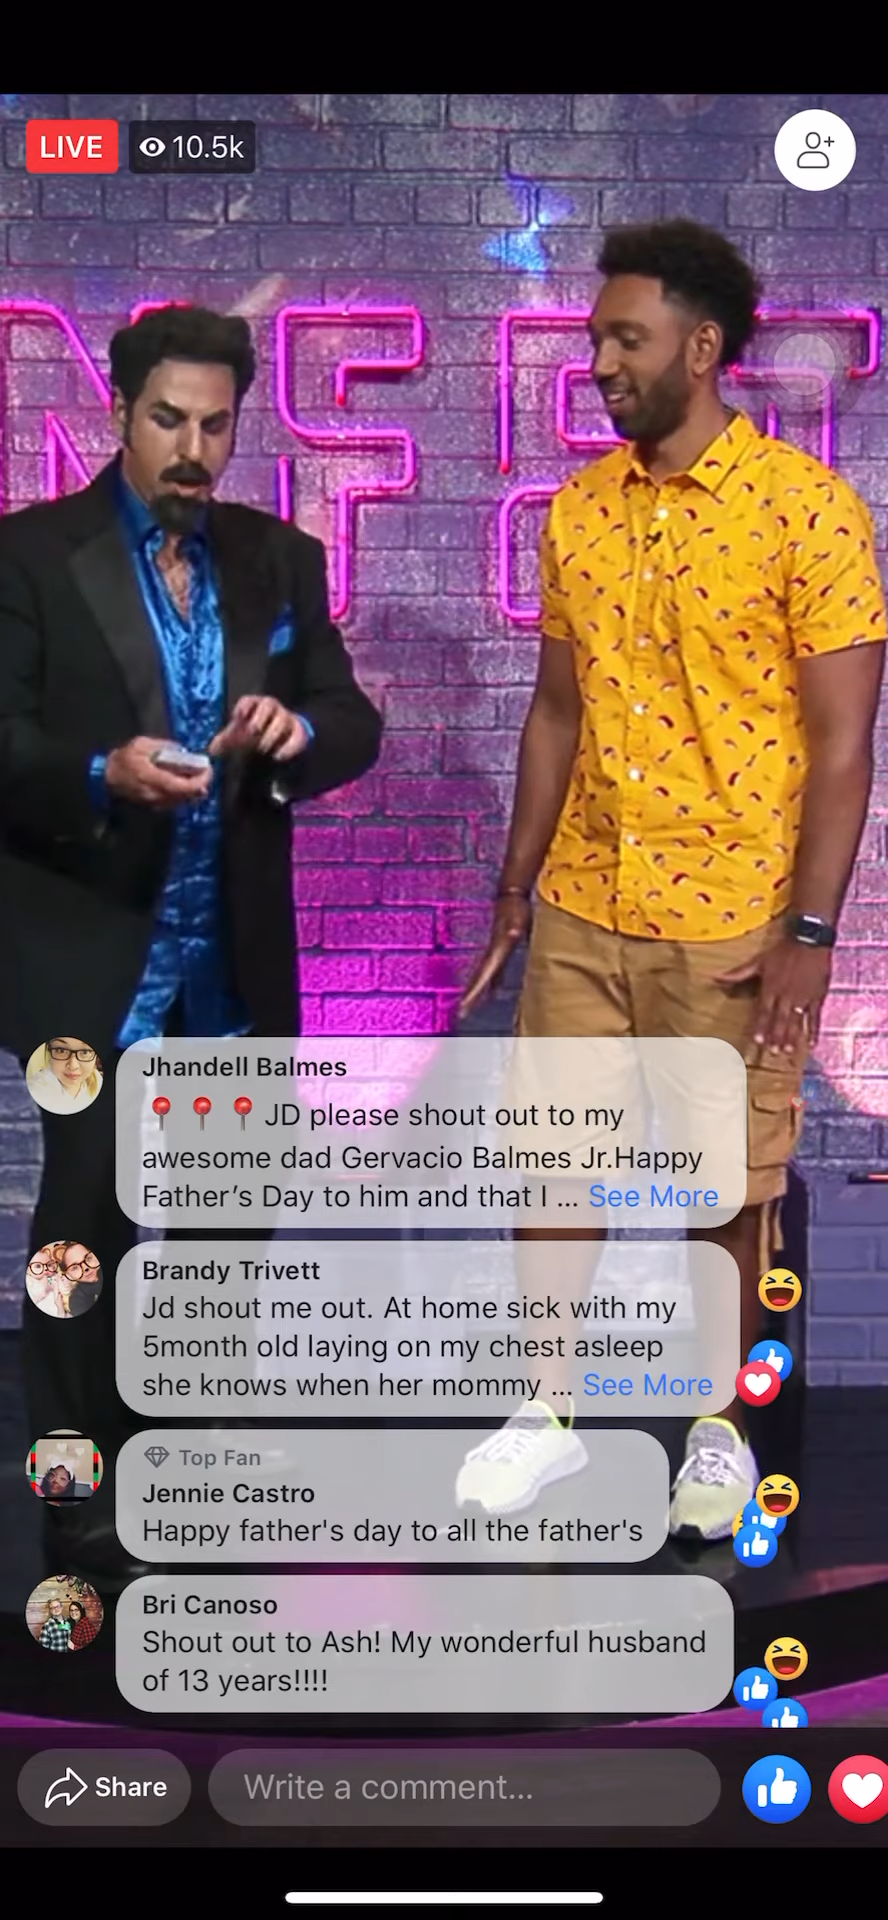 LIVE 10.5k
Jhandell Balmes
📍 📍 📍 JD please shout out to my
awesome dad Gervacio Balmes Jr.Happy
Father’s Day to him and that I ... See More
Brandy Trivett
Jd shout me out. At home sick with my
5month old laying on my chest asleep
she knows when her mommy ... See More
Top Fan
Jennie Castro
Happy father's day to all the father's
Bri Canoso
Shout out to Ash! My wonderful husband
of 13 years!!!!
Share Write a comment...